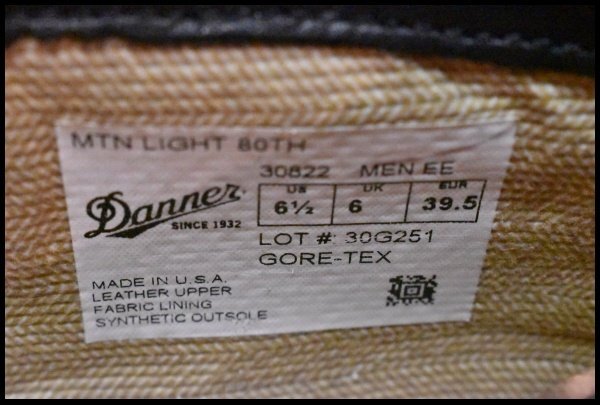 MTN LIGHT 80TH
30822 MEN EE
Danner
SINCE 1932
US UK EUR
6½ 6 39.5
LOT #: 30G251
GORE-TEX
MADE IN U.S.A.
LEATHER UPPER
FABRIC LINING
SYNTHETIC OUTSOLE